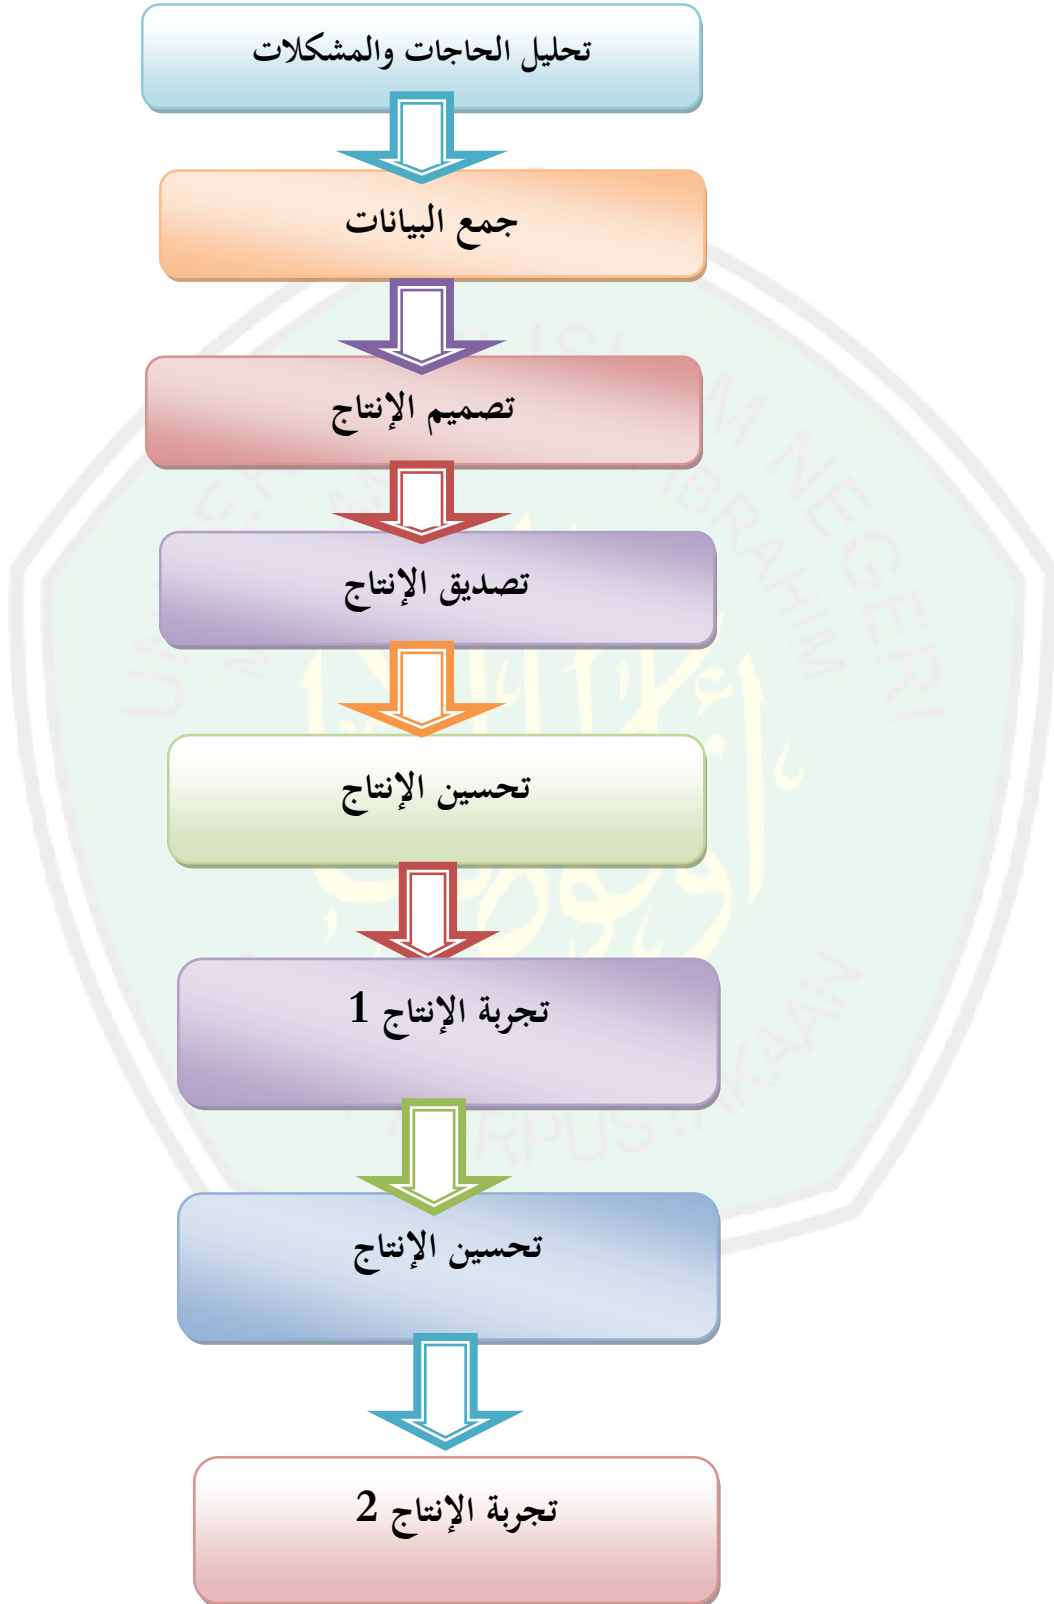 تحليل الحاجات والمشكلات
جمع البيانات
تصميم الإنتاج
تصديق الإنتاج
تحسين الإنتاج
تجربة الإنتاج 1
تحسين الإنتاج
تجربة الإنتاج 2